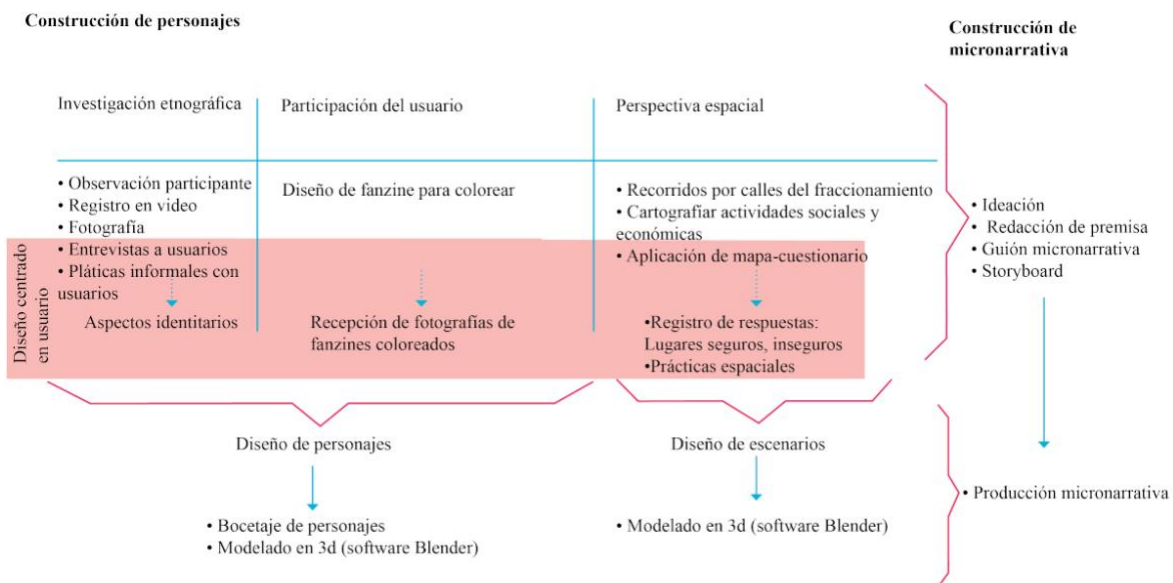 Construcción de personajes
Construcción de
micronarrativa
Investigación etnográfica
Participación del usuario
Perspectiva espacial
• Observación participante
• Registro en video
• Fotografía
• Entrevistas a usuarios
• Pláticas informales con
usuarios
Aspectos identitarios
Diseño de fanzine para colorear
Recepción de fotografías de
fanzines coloreados
• Recorridos por calles del fraccionamiento
• Cartografíar actividades sociales y
económicas
• Aplicación de mapa-cuestionario
•Registro de respuestas:
Lugares seguros, inseguros
•Prácticas espaciales
• Ideación
• Redacción de premisa
• Guión micronarrativa
• Storyboard
Diseño centrado
en usuario
Diseño de personajes
• Bocetaje de personajes
• Modelado en 3d (software Blender)
Diseño de escenarios
• Modelado en 3d (software Blender)
• Producción micronarrativa